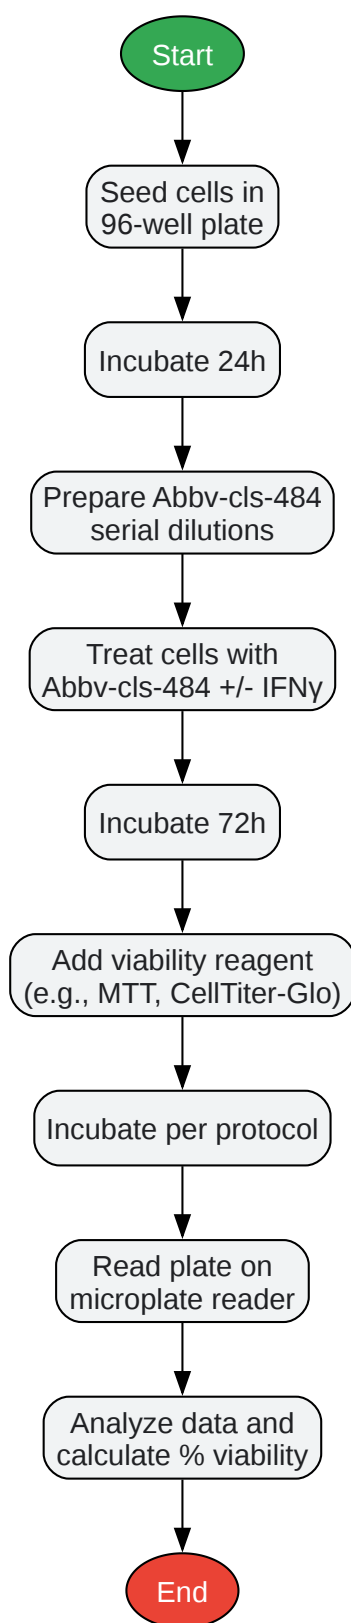 Start
Seed cells in
96-well plate
Incubate 24h
Prepare Abbv-cls-484
serial dilutions
Treat cells with
Abbv-cls-484 +/- IFNγ
Incubate 72h
Add viability reagent
(e.g., MTT, CellTiter-Glo)
Incubate per protocol
Read plate on
microplate reader
Analyze data and
calculate % viability
End